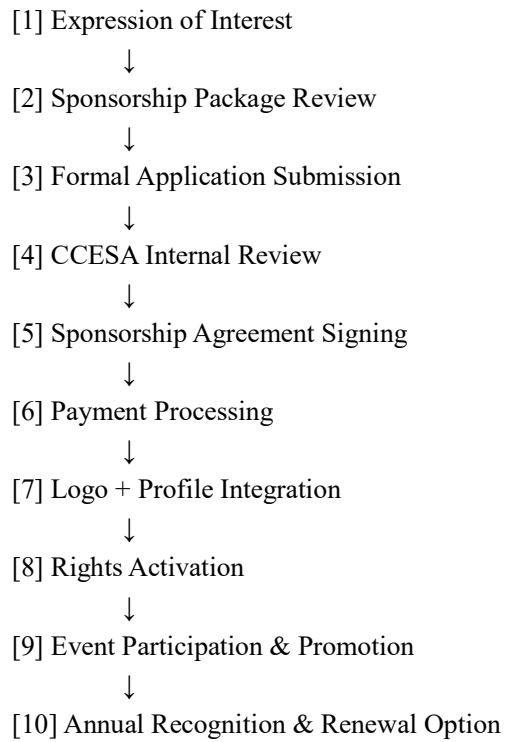 [1] Expression of Interest
↓
[2] Sponsorship Package Review
↓
[3] Formal Application Submission
↓
[4] CCESA Internal Review
↓
[5] Sponsorship Agreement Signing
↓
[6] Payment Processing
↓
[7] Logo + Profile Integration
↓
[8] Rights Activation
↓
[9] Event Participation & Promotion
↓
[10] Annual Recognition & Renewal Option